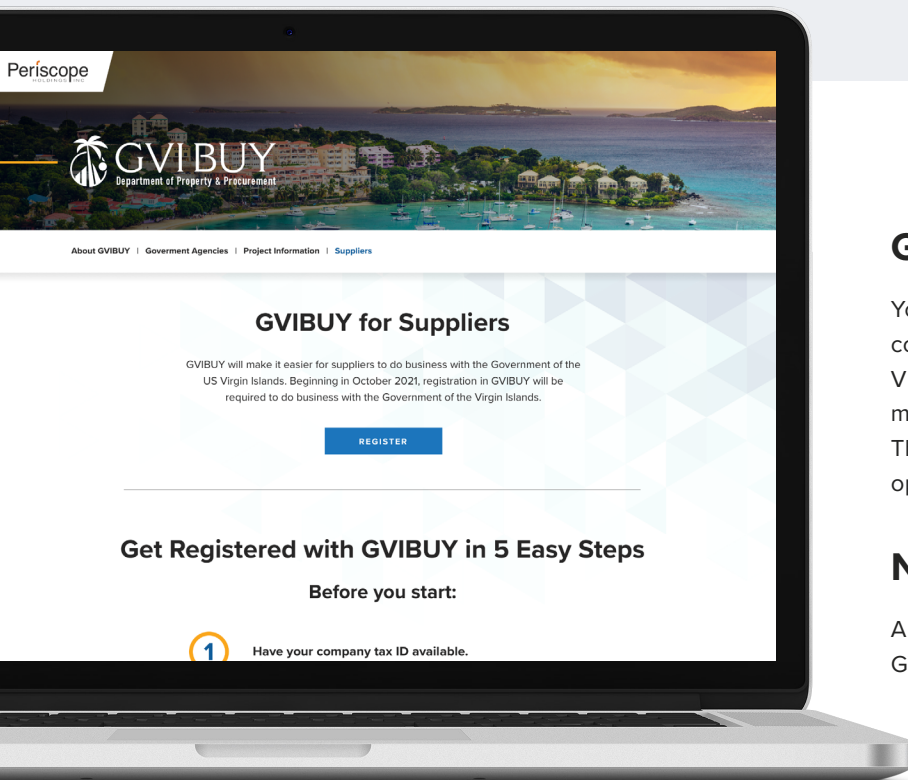 Periscope
HOLDINGS INC
GVIBUY
Department of Property & Procurement
About GVIBUY | Goverment Agencies | Project Information | Suppliers
GVIBUY for Suppliers
GVIBUY will make it easier for suppliers to do business with the Government of the
US Virgin Islands. Beginning in October 2021, registration in GVIBUY will be
required to do business with the Government of the Virgin Islands.
REGISTER
Get Registered with GVIBUY in 5 Easy Steps
Before you start:
1 Have your company tax ID available.